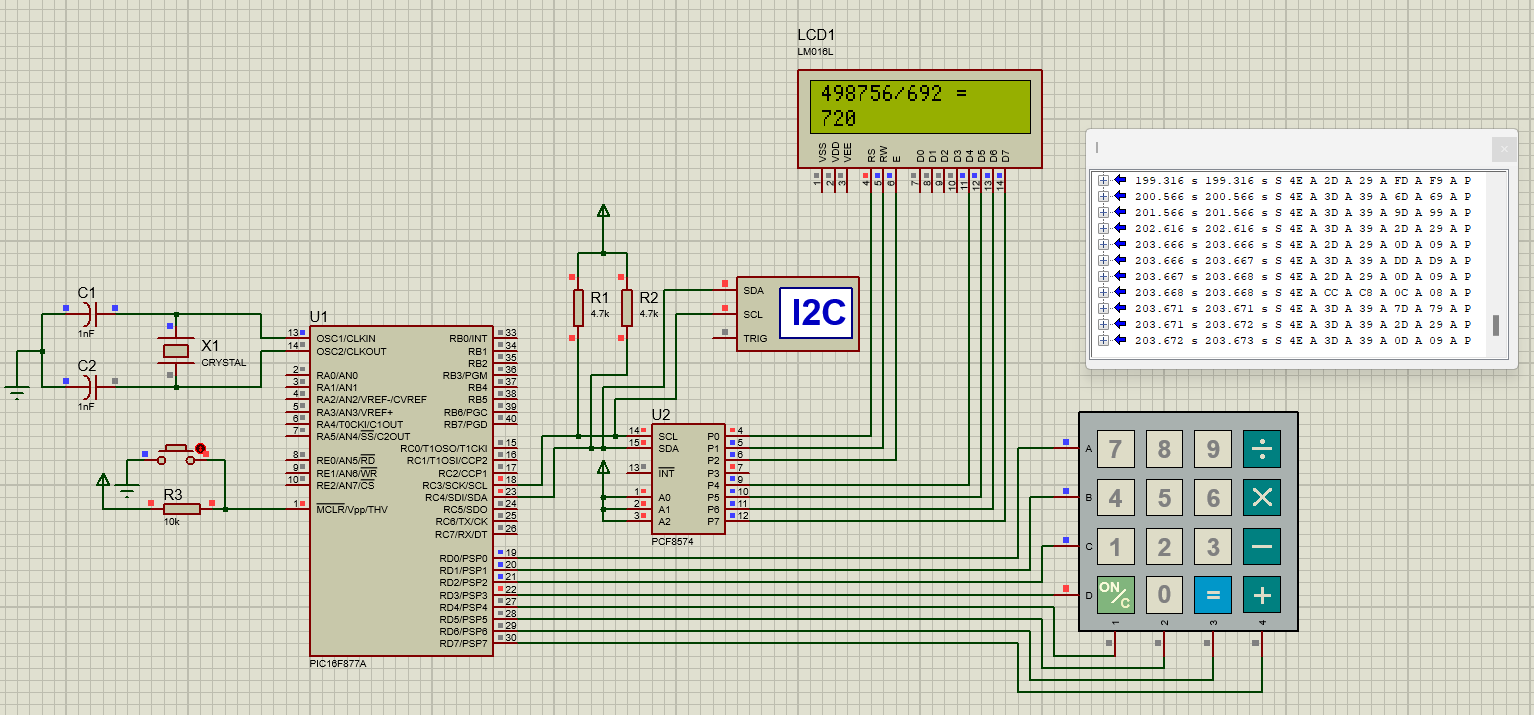 LCD1
LM016L
498756/692 =
720
VSS
VDD
VEE
RS
RW
E
D0
D1
D2
D3
D4
D5
D6
D7
1
2
3
4
5
6
7
8
9
10
11
12
13
14
199.316 s 199.316 s S 4E A 2D A 29 A FD A F9 A P
200.566 s 200.566 s S 4E A 3D A 39 A 6D A 69 A P
201.566 s 201.566 s S 4E A 3D A 39 A 9D A 99 A P
202.616 s 202.616 s S 4E A 3D A 39 A 2D A 29 A P
203.666 s 203.666 s S 4E A 2D A 29 A 0D A 09 A P
203.666 s 203.667 s S 4E A 3D A 39 A DD A D9 A P
203.667 s 203.668 s S 4E A 2D A 29 A 0D A 09 A P
203.668 s 203.668 s S 4E A CC A C8 A 0C A 08 A P
203.671 s 203.671 s S 4E A 3D A 39 A 7D A 79 A P
203.671 s 203.672 s S 4E A 3D A 39 A 2D A 29 A P
203.672 s 203.673 s S 4E A 3D A 39 A 0D A 09 A P
C1
1nF
C2
1nF
X1
CRYSTAL
R3
10k
R1
4.7k
R2
4.7k
SDA
SCL
TRIG
I2C
U1
13 OSC1/CLKIN
14 OSC2/CLKOUT
2 RA0/AN0
3 RA1/AN1
4 RA2/AN2/VREF-/CVREF
5 RA3/AN3/VREF+
6 RA4/T0CKI/C1OUT
7 RA5/AN4/SS/C2OUT
8 RE0/AN5/RD
9 RE1/AN6/WR
10 RE2/AN7/CS
1 MCLR/Vpp/THV
RB0/INT 33
RB1 34
RB2 35
RB3/PGM 36
RB4 37
RB5 38
RB6/PGC 39
RB7/PGD 40
RC0/T1OSO/T1CKI 15
RC1/T1OSI/CCP2 16
RC2/CCP1 17
RC3/SCK/SCL 18
RC4/SDI/SDA 23
RC5/SDO 24
RC6/TX/CK 25
RC7/RX/DT 26
RD0/PSP0 19
RD1/PSP1 20
RD2/PSP2 21
RD3/PSP3 22
RD4/PSP4 27
RD5/PSP5 28
RD6/PSP6 29
RD7/PSP7 30
PIC16F877A
U2
14 SCL
15 SDA
13 INT
1 A0
2 A1
3 A2
P0 4
P1 5
P2 6
P3 7
P4 9
P5 10
P6 11
P7 12
PCF8574
A 7 8 9 ÷
B 4 5 6 ×
C 1 2 3 −
D ON/C 0 = +
1 2 3 4